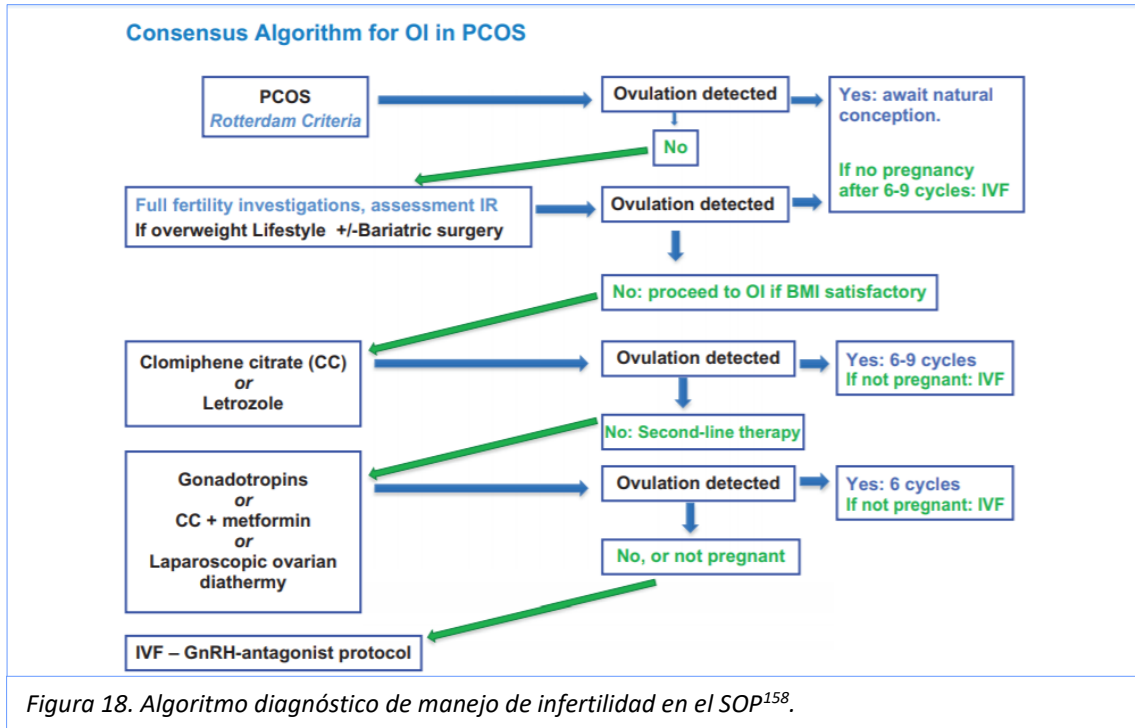 Consensus Algorithm for OI in PCOS
PCOS
Rotterdam Criteria
Ovulation detected
Yes: await natural
conception.
If no pregnancy
after 6-9 cycles: IVF
No
Full fertility investigations, assessment IR
If overweight Lifestyle +/-Bariatric surgery
Ovulation detected
No: proceed to OI if BMI satisfactory
Clomiphene citrate (CC)
or
Letrozole
Ovulation detected
Yes: 6-9 cycles
If not pregnant: IVF
No: Second-line therapy
Gonadotropins
or
CC + metformin
or
Laparoscopic ovarian
diathermy
Ovulation detected
Yes: 6 cycles
If not pregnant: IVF
No, or not pregnant
IVF – GnRH-antagonist protocol
Figura 18. Algoritmo diagnóstico de manejo de infertilidad en el SOP158.